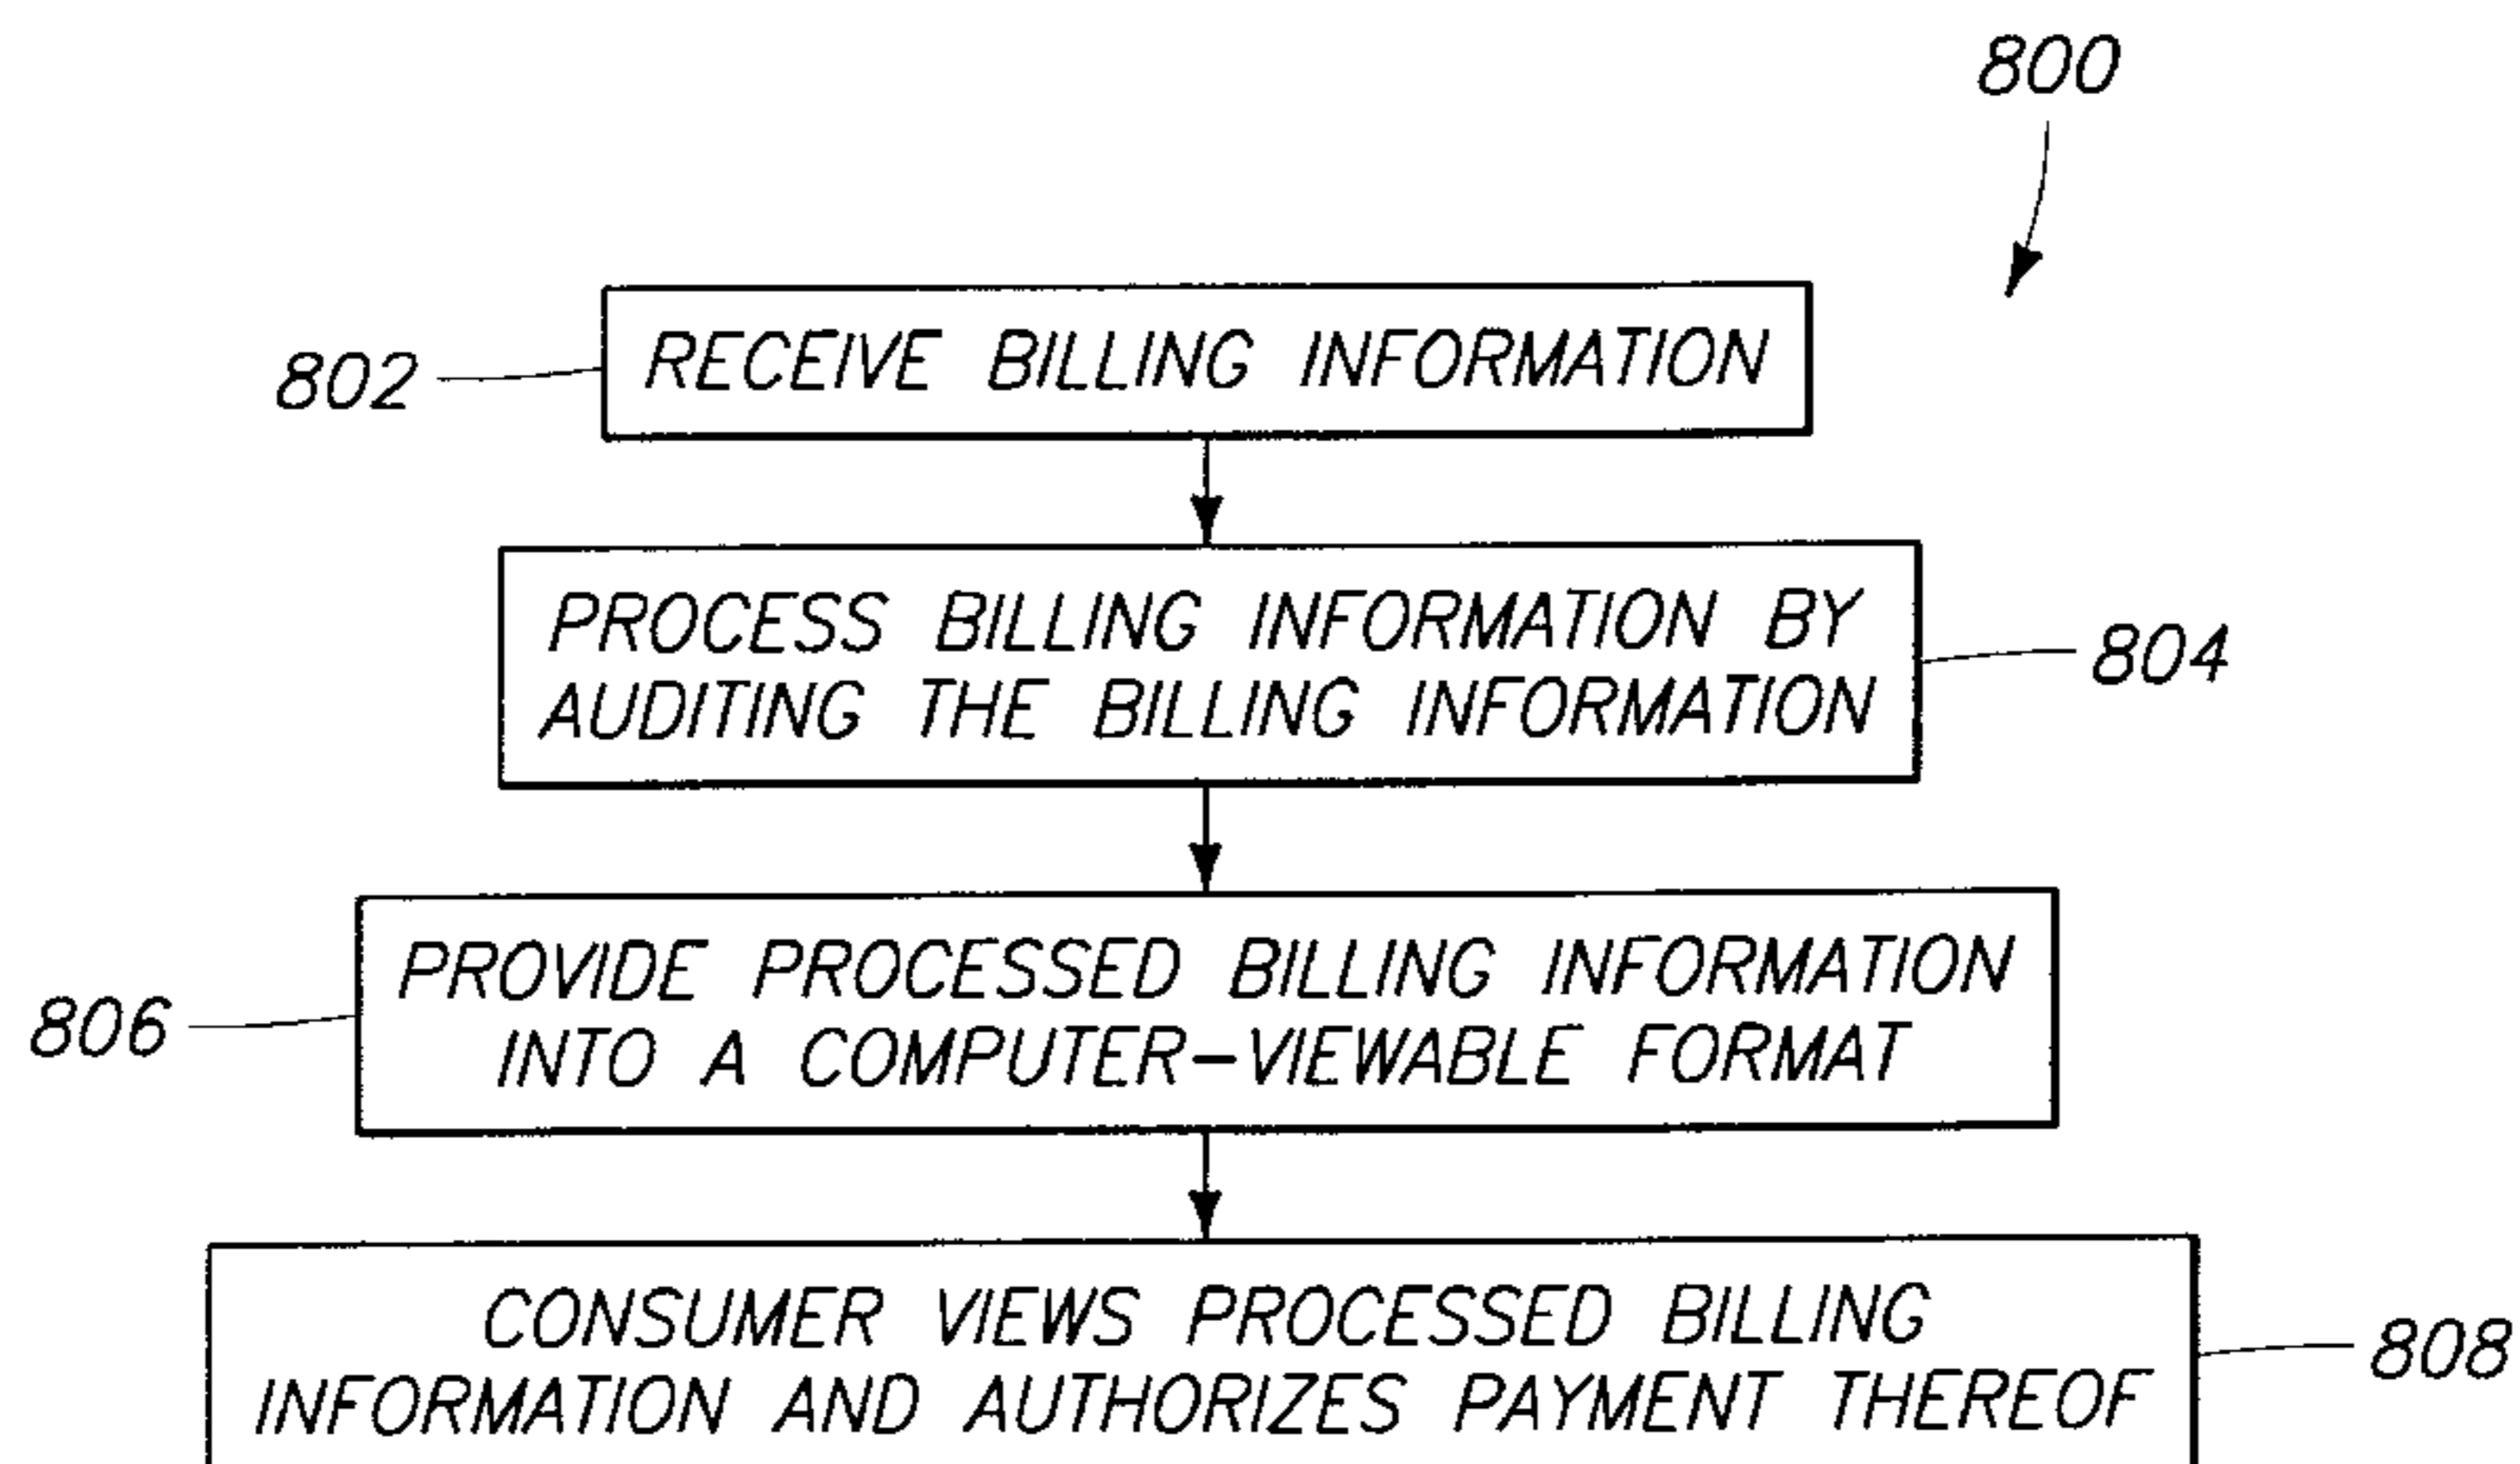 800
802
RECEIVE BILLING INFORMATION
PROCESS BILLING INFORMATION BY
AUDITING THE BILLING INFORMATION
804
PROVIDE PROCESSED BILLING INFORMATION
INTO A COMPUTER-VIEWABLE FORMAT
806
CONSUMER VIEWS PROCESSED BILLING
INFORMATION AND AUTHORIZES PAYMENT THEREOF
808